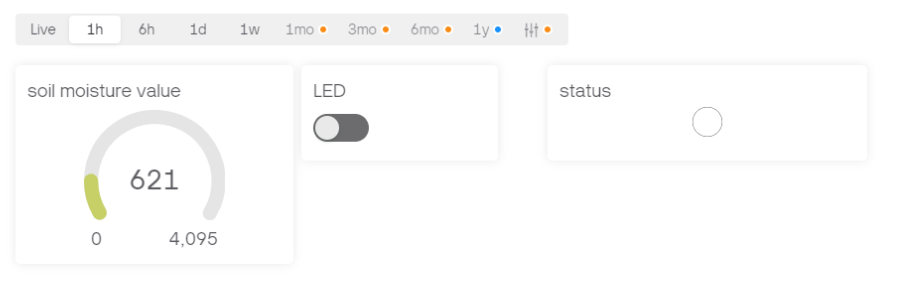 Live 1h 6h 1d 1w 1mo 3mo 6mo 1y
soil moisture value
621
0 4,095
LED
status